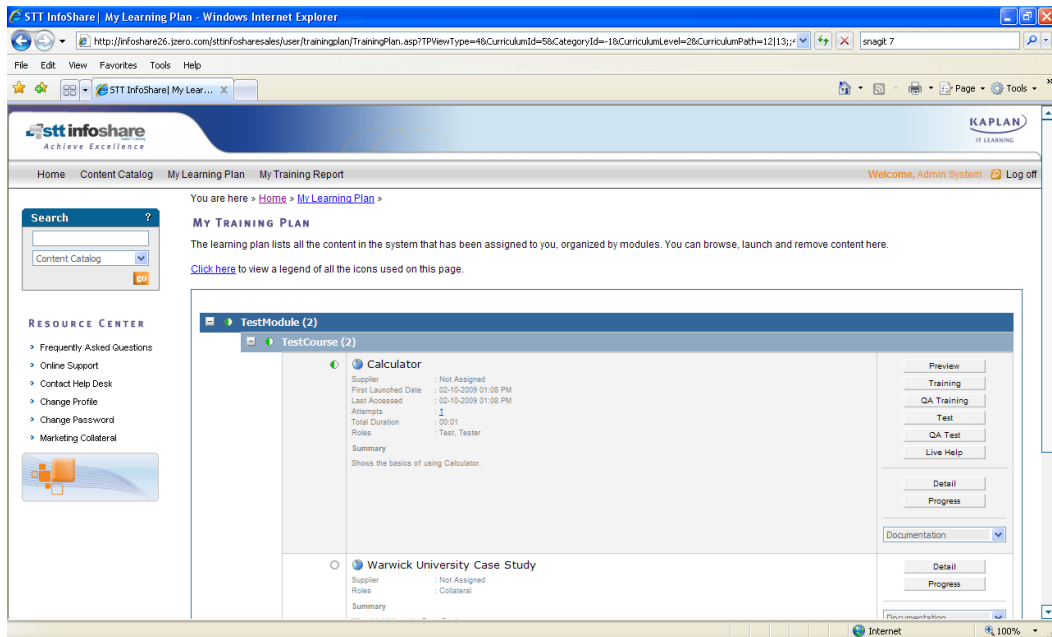 STT InfoShare| My Learning Plan - Windows Internet Explorer
http://infoshare26.jzero.com/sttinfosharesales/user/trainingplan/TrainingPlan.asp?TPViewType=4&CurriculumId=5&CategoryId=-1&CurriculumLevel=2&CurriculumPath=12|13;;
snagit 7
File Edit View Favorites Tools Help
STT InfoShare| My Lear... X
Page Tools
stt infoshare
Achieve Excellence
KAPLAN
IT LEARNING
Home Content Catalog My Learning Plan My Training Report
Welcome, Admin System Log off
You are here » Home » My Learning Plan »
Search ?
Content Catalog
go
MY TRAINING PLAN
The learning plan lists all the content in the system that has been assigned to you, organized by modules. You can browse, launch and remove content here.
Click here to view a legend of all the icons used on this page.
RESOURCE CENTER
Frequently Asked Questions
Online Support
Contact Help Desk
Change Profile
Change Password
Marketing Collateral
TestModule (2)
TestCourse (2)
Calculator
Supplier : Not Assigned
First Launched Date : 02-10-2009 01:08 PM
Last Accessed : 02-10-2009 01:08 PM
Attempts : 1
Total Duration : 00:01
Roles : Test, Tester
Summary
Shows the basics of using Calculator.
Preview
Training
QA Training
Test
QA Test
Live Help
Detail
Progress
Documentation
Warwick University Case Study
Supplier : Not Assigned
Roles : Collateral
Summary
Detail
Progress
Documentation
Internet
100%